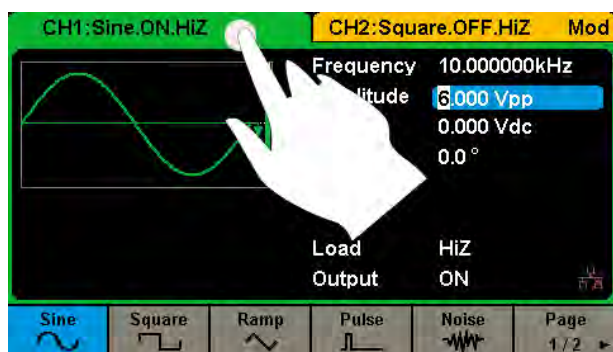 CH1:Sine.ON.HiZ
CH2:Square.OFF.HiZ Mod
Frequency 10.000000kHz
6.000 Vpp
0.000 Vdc
0.0 °
Load HiZ
Output ON
Sine Square Ramp Pulse Noise Page
1 / 2